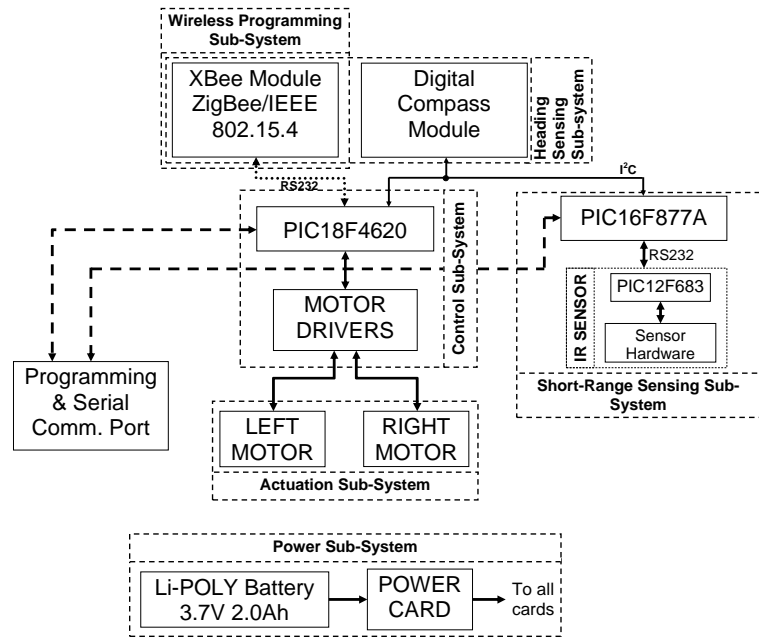 Wireless Programming
Sub-System
XBee Module
ZigBee/IEEE
802.15.4
Digital
Compass
Module
Heading
Sensing
Sub-system
RS232
I²C
PIC18F4620
MOTOR
DRIVERS
Control Sub-System
PIC16F877A
RS232
PIC12F683
Sensor
Hardware
IR SENSOR
Short-Range Sensing Sub-
System
Programming
& Serial
Comm. Port
LEFT
MOTOR
RIGHT
MOTOR
Actuation Sub-System
Power Sub-System
Li-POLY Battery
3.7V 2.0Ah
POWER
CARD
To all
cards